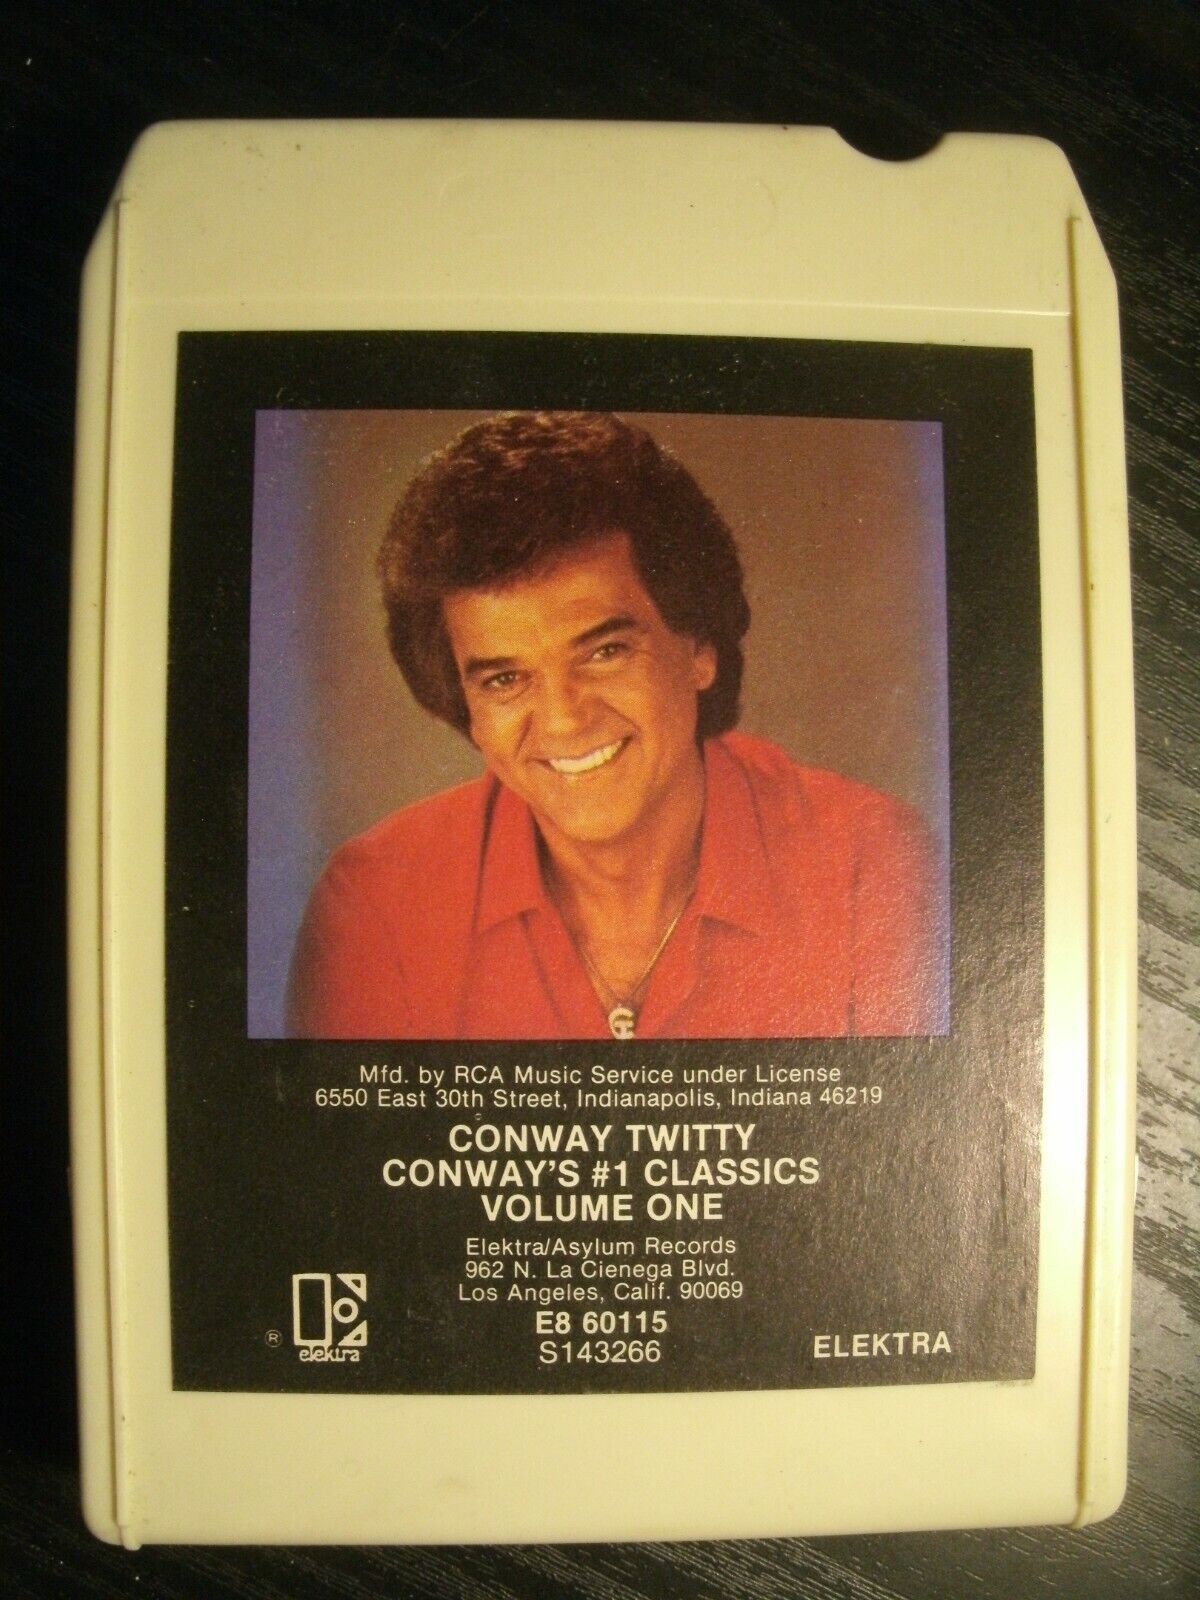 Mfd. by RCA Music Service under License
6550 East 30th Street, Indianapolis, Indiana 46219
CONWAY TWITTY
CONWAY'S #1 CLASSICS
VOLUME ONE
Elektra/Asylum Records
962 N. La Cienega Blvd.
Los Angeles, Calif. 90069
E8 60115
S143266
® elektra
ELEKTRA